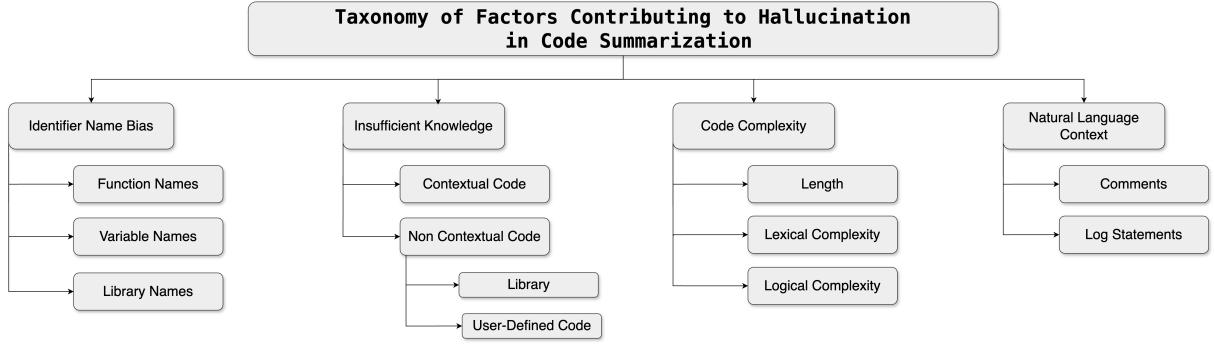 Taxonomy of Factors Contributing to Hallucination
in Code Summarization
Identifier Name Bias
Function Names
Variable Names
Library Names
Insufficient Knowledge
Contextual Code
Non Contextual Code
Library
User-Defined Code
Code Complexity
Length
Lexical Complexity
Logical Complexity
Natural Language
Context
Comments
Log Statements